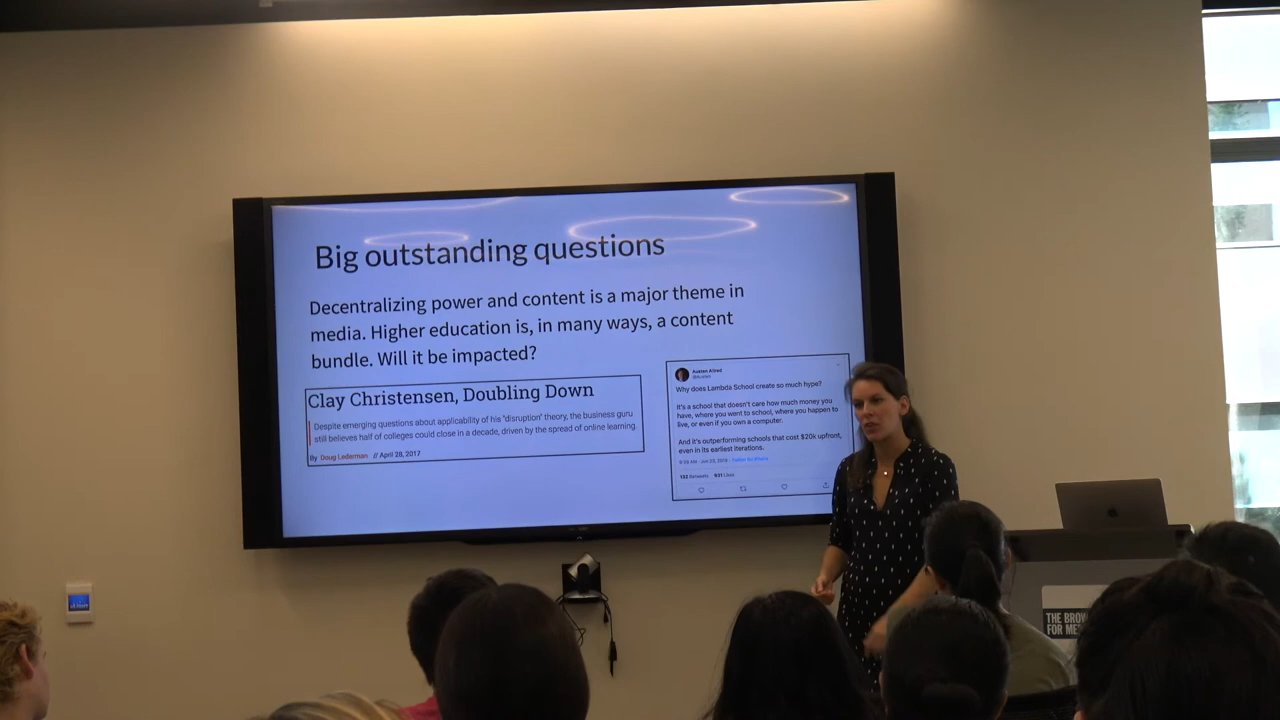 Big outstanding questions
Decentralizing power and content is a major theme in
media. Higher education is, in many ways, a content
bundle. Will it be impacted?
Clay Christensen, Doubling Down
Despite emerging questions about applicability of his "disruption" theory, the business guru
still believes half of colleges could close in a decade, driven by the spread of online learning.
By Doug Lederman // April 28, 2017
Austen Allred
Why does Lambda School create so much hype?
It's a school that doesn't care how much money you
have, where you went to school, where you happen to
live, or even if you own a computer.
And it's outperforming schools that cost $20k upfront,
even in its earliest iterations.
THE BROW
FOR ME